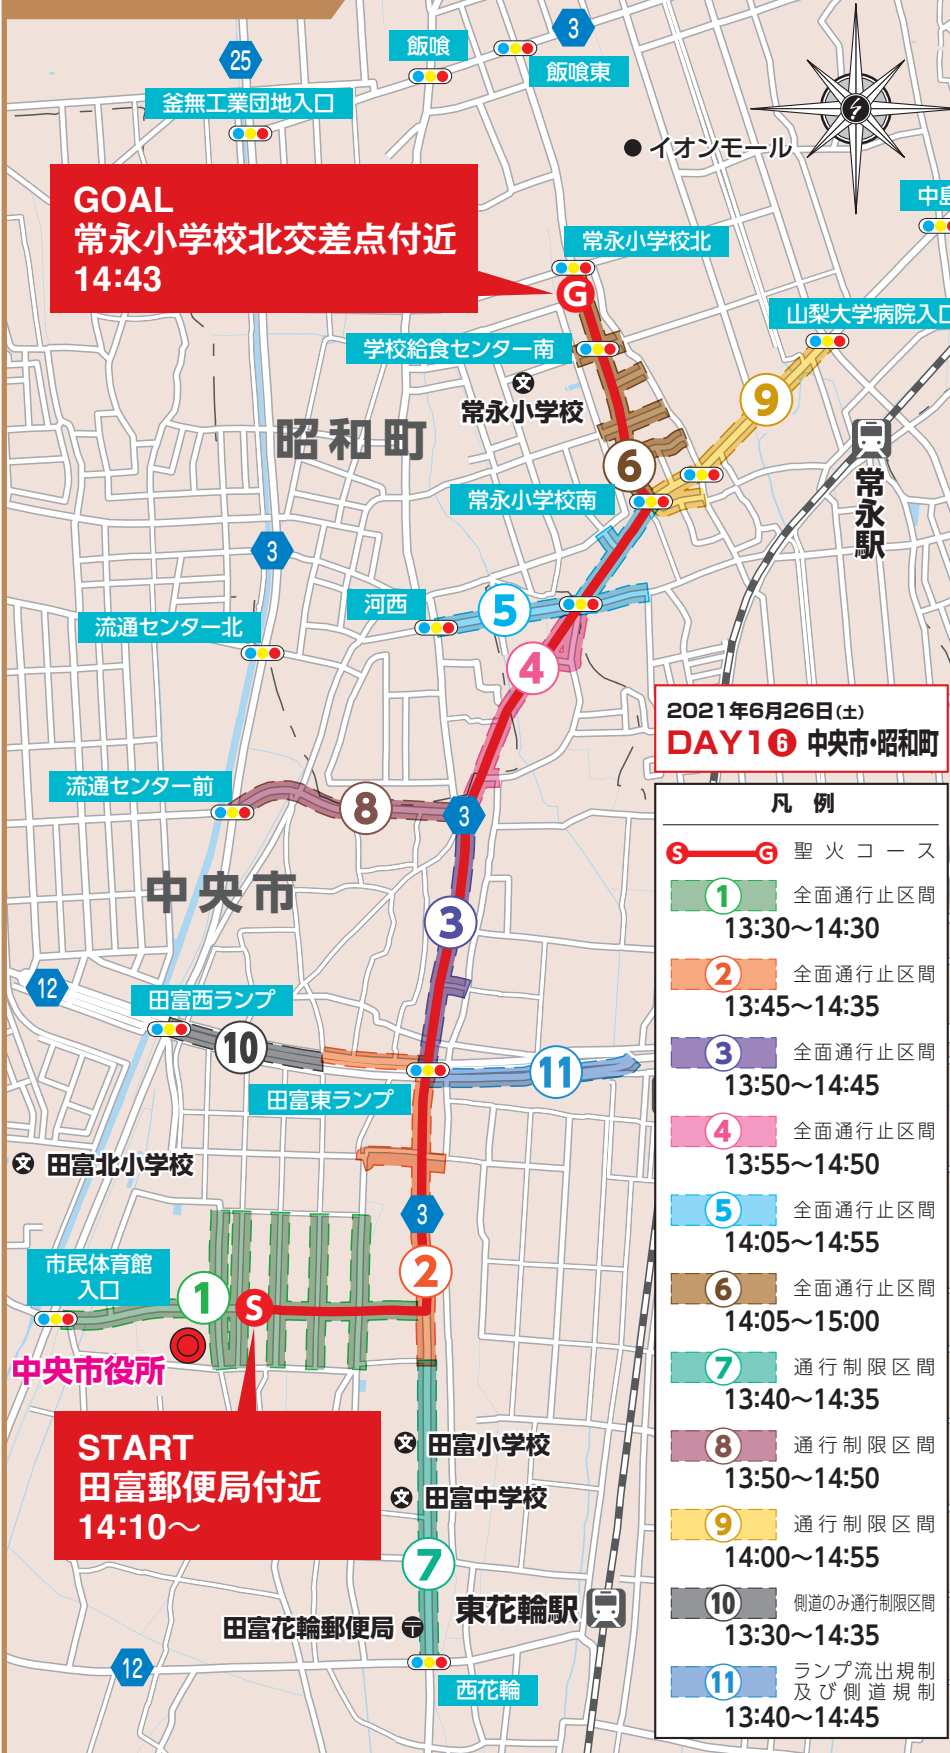 3
25
飯喰
飯喰東
釜無工業団地入口
イオンモール
GOAL
常永小学校北交差点付近
14:43
常永小学校北
山梨大学病院入口
学校給食センター南
文
常永小学校
9
昭和町
6
常永小学校南
常永駅
3
河西
5
流通センター北
4
2021年6月26日(土)
DAY1❻ 中央市・昭和町
流通センター前
8
3
中央市
3
12
田富西ランプ
10
11
田富東ランプ
文 田富北小学校
3
市民体育館
入口
1
S
2
G
中央市役所
START
田富郵便局付近
14:10〜
文 田富小学校
文 田富中学校
7
東花輪駅
田富花輪郵便局 〒
12
西花輪
凡例
S G 聖火コース
1 全面通行止区間
13:30〜14:30
2 全面通行止区間
13:45〜14:35
3 全面通行止区間
13:50〜14:45
4 全面通行止区間
13:55〜14:50
5 全面通行止区間
14:05〜14:55
6 全面通行止区間
14:05〜15:00
7 通行制限区間
13:40〜14:35
8 通行制限区間
13:50〜14:50
9 通行制限区間
14:00〜14:55
10 側道のみ通行制限区間
13:30〜14:35
11 ランプ流出規制
及び側道規制
13:40〜14:45